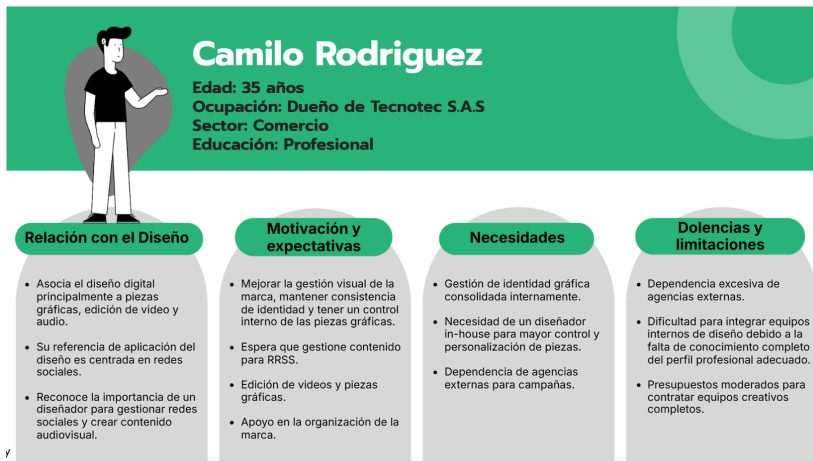 Camilo Rodriguez
Edad: 35 años
Ocupación: Dueño de Tecnotec S.A.S
Sector: Comercio
Educación: Profesional
Relación con el Diseño
• Asocia el diseño digital
principalmente a piezas
gráficas, edición de video y
audio.
• Su referencia de aplicación del
diseño es centrada en redes
sociales.
• Reconoce la importancia de un
diseñador para gestionar redes
sociales y crear contenido
audiovisual.
Motivación y
expectativas
• Mejorar la gestión visual de la
marca, mantener consistencia
de identidad y tener un control
interno de las piezas gráficas.
• Espera que gestione contenido
para RRSS.
• Edición de videos y piezas
gráficas.
• Apoyo en la organización de la
marca.
Necesidades
• Gestión de identidad gráfica
consolidada internamente.
• Necesidad de un diseñador
in-house para mayor control y
personalización de piezas.
• Dependencia de agencias
externas para campañas.
Dolencias y
limitaciones
• Dependencia excesiva de
agencias externas.
• Dificultad para integrar equipos
internos de diseño debido a la
falta de conocimiento completo
del perfil profesional adecuado.
• Presupuestos moderados para
contratar equipos creativos
completos.
y